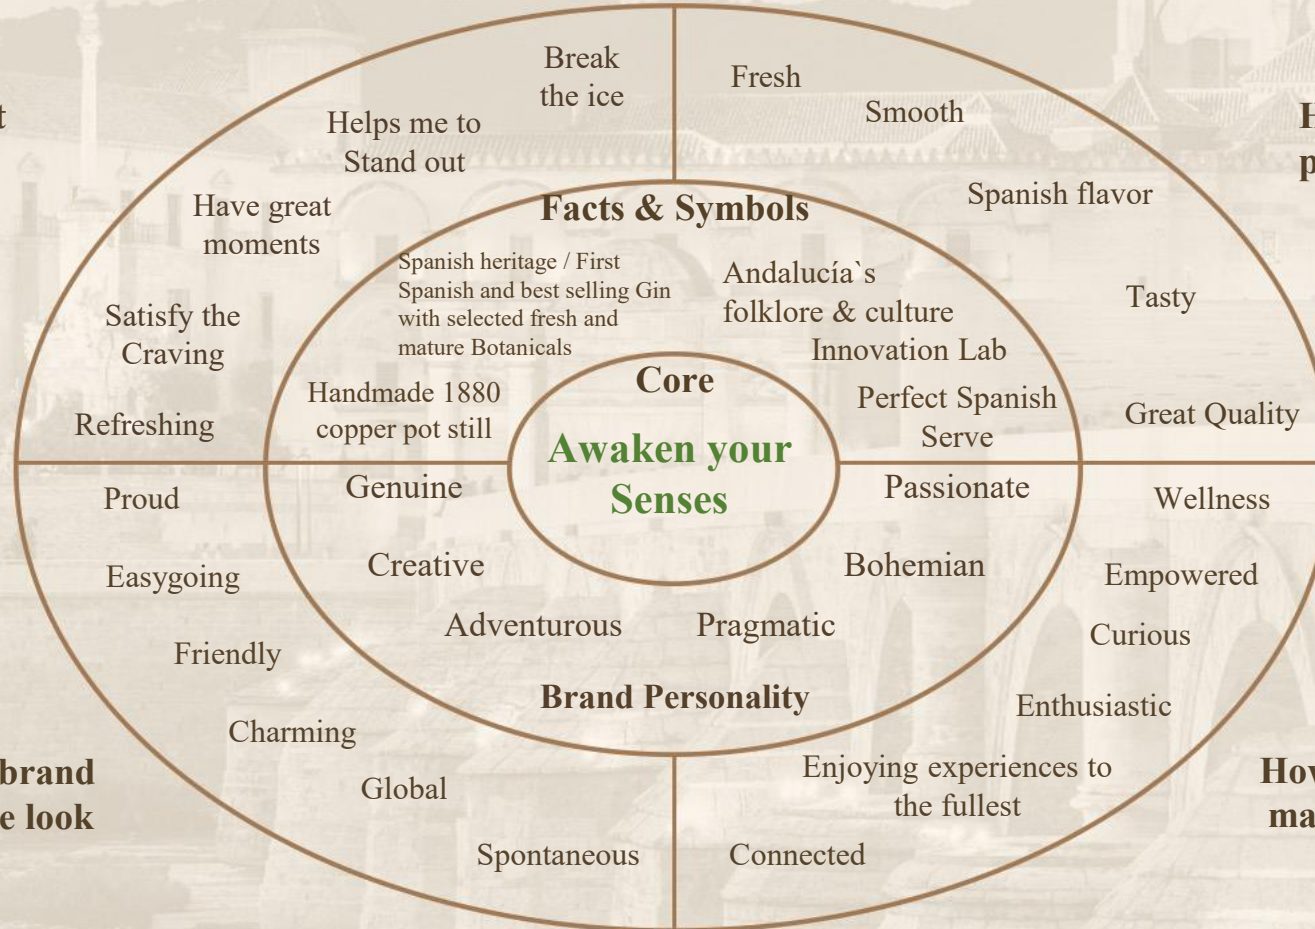 Break
the ice
Helps me to
Stand out
Have great
moments
Satisfy the
Craving
Refreshing
Fresh
Smooth
Spanish flavor
Tasty
Great Quality
Facts & Symbols
Spanish heritage / First
Spanish and best selling Gin
with selected fresh and
mature Botanicals
Handmade 1880
copper pot still
Andalucía`s
folklore & culture
Innovation Lab
Perfect Spanish
Serve
Core
Awaken your
Senses
Genuine
Creative
Adventurous
Pragmatic
Bohemian
Passionate
Brand Personality
Proud
Easygoing
Friendly
Charming
Global
Spontaneous
Wellness
Empowered
Curious
Enthusiastic
Enjoying experiences to
the fullest
Connected
brand
look